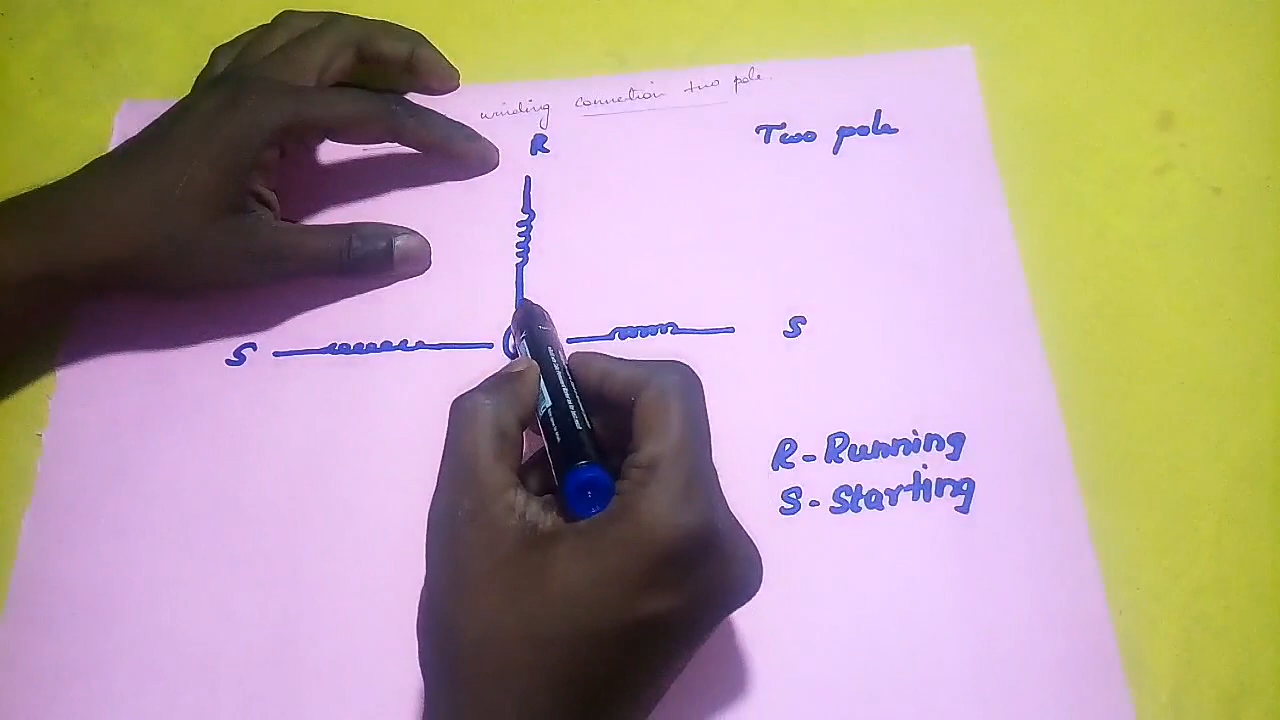 winding connection two pole.
R
Two pole
S
S
R - Running
S - Starting